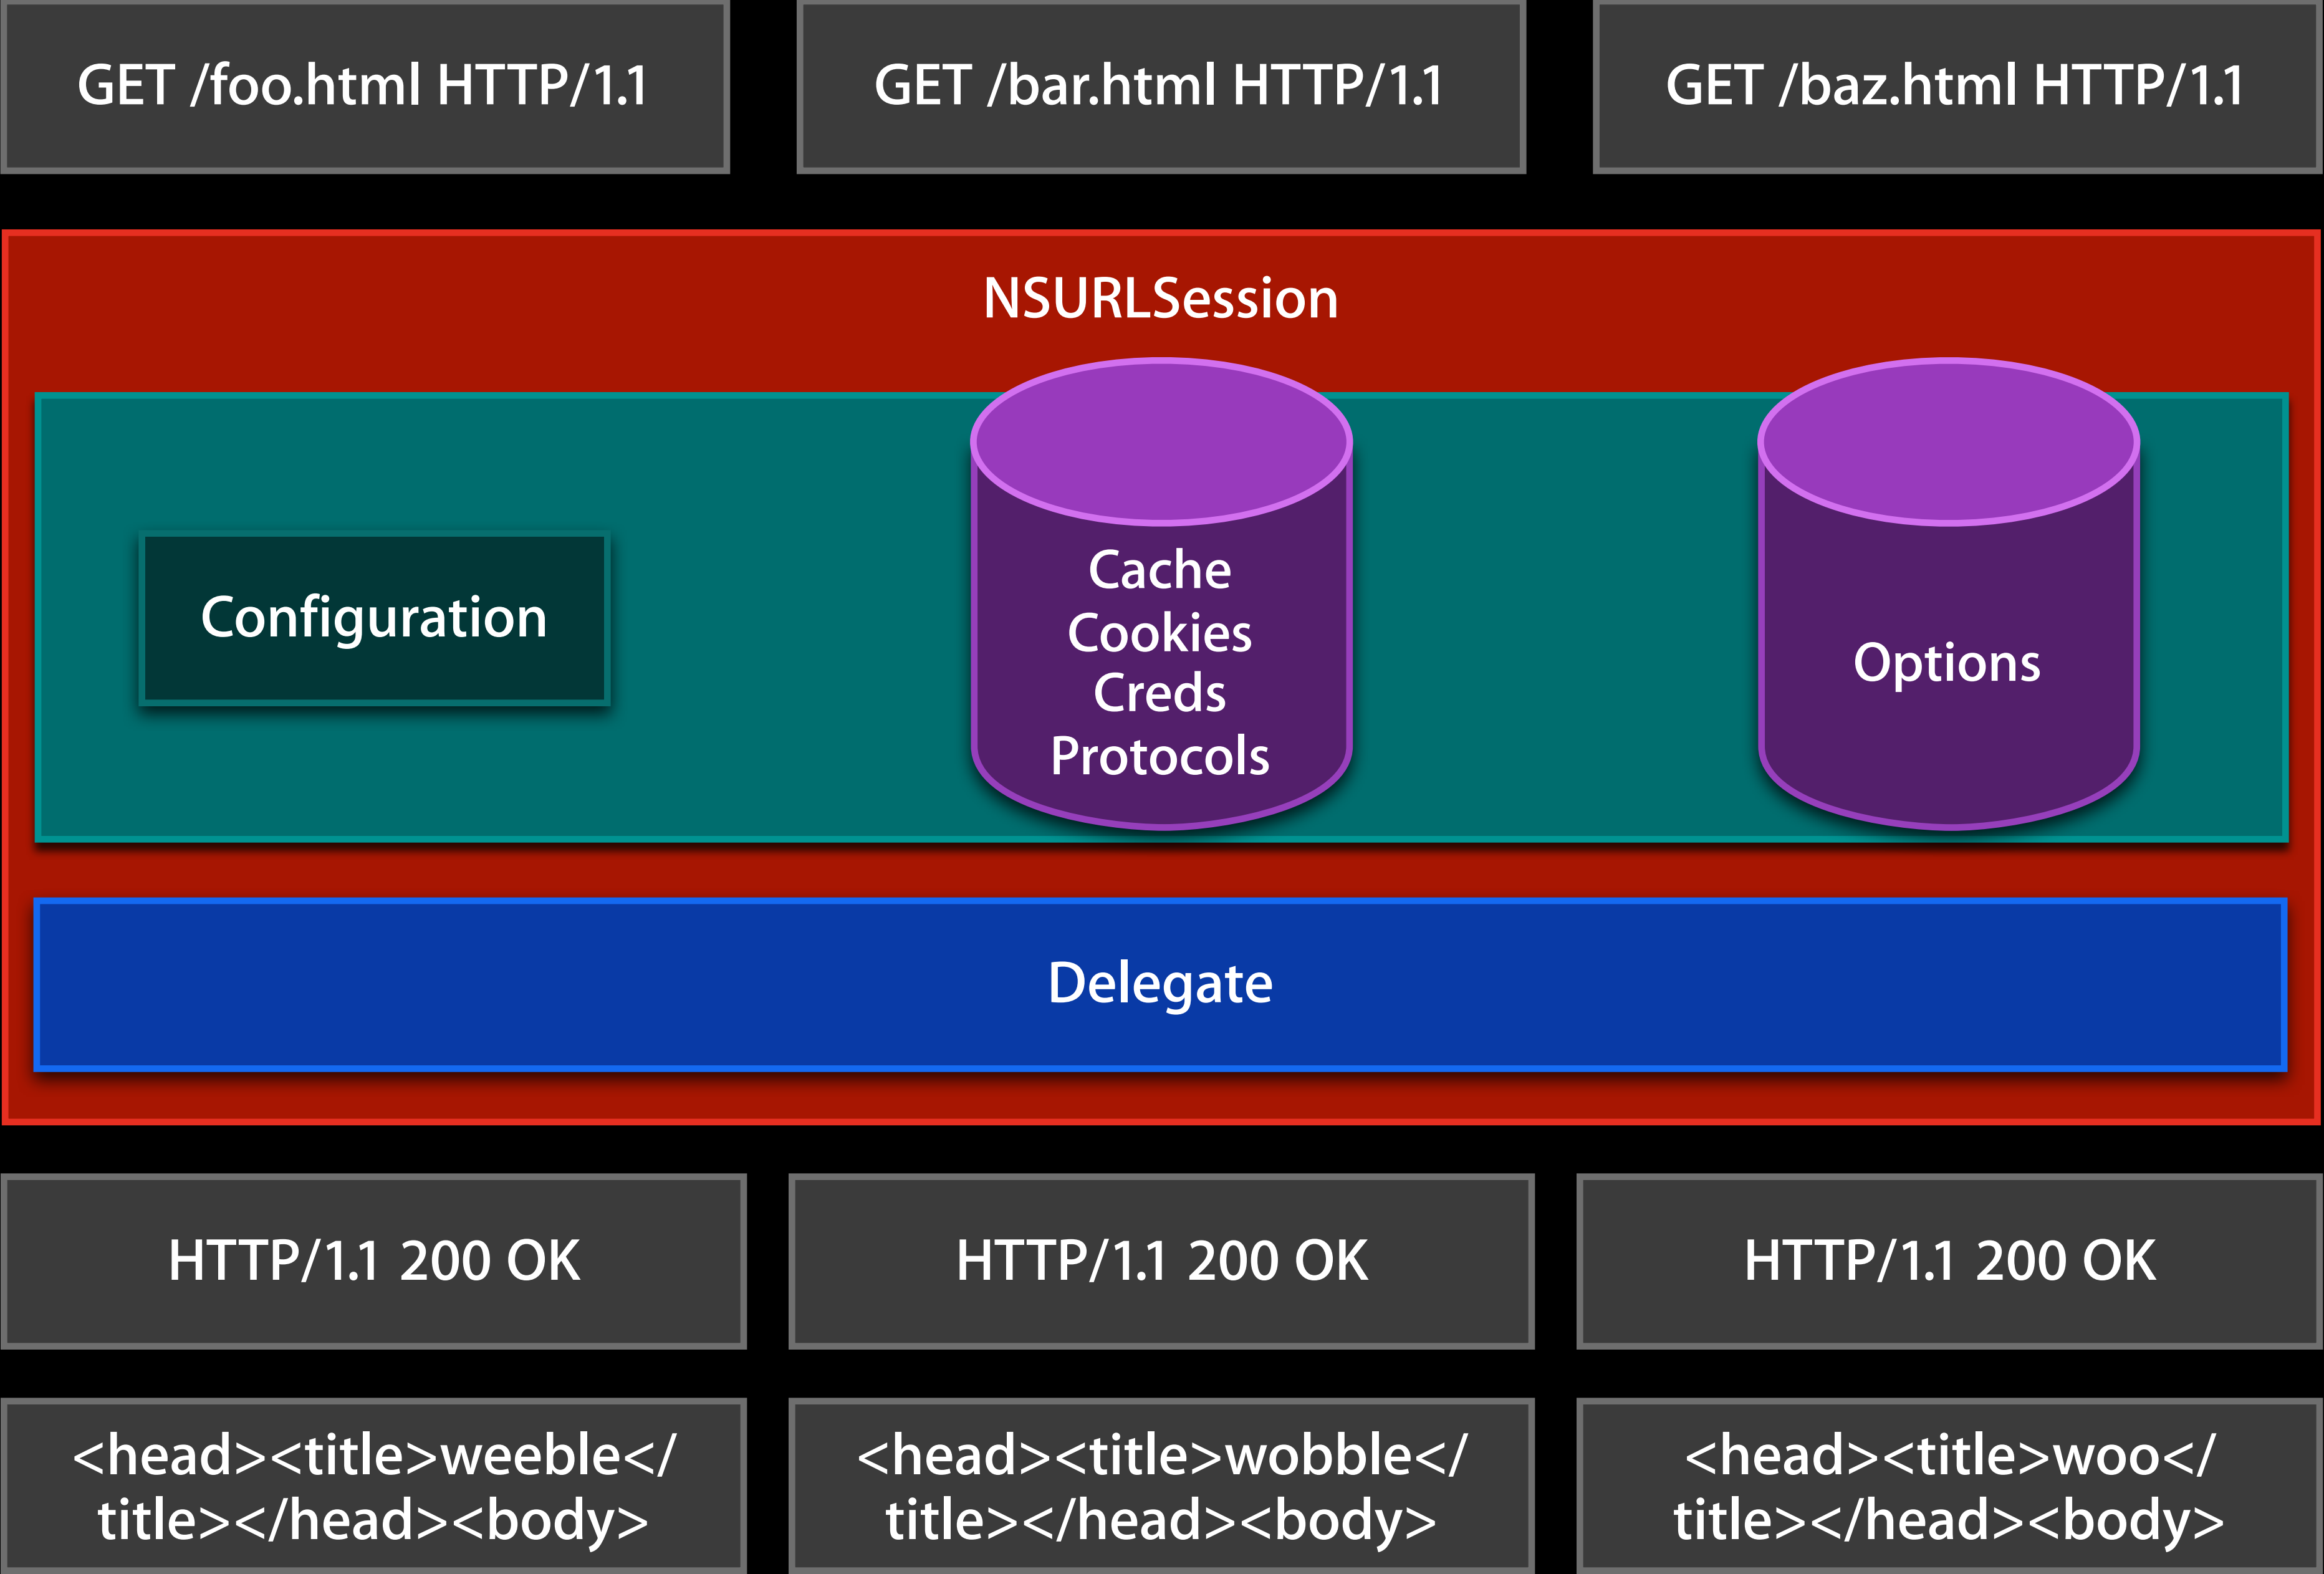 GET /foo.html HTTP/1.1
GET /bar.html HTTP/1.1
GET /baz.html HTTP/1.1
NSURLSession
Configuration
Cache
Cookies
Creds
Protocols
Options
Delegate
HTTP/1.1 200 OK
HTTP/1.1 200 OK
HTTP/1.1 200 OK
<head><title>weeble</
title></head><body>
<head><title>wobble</
title></head><body>
<head><title>woo</
title></head><body>